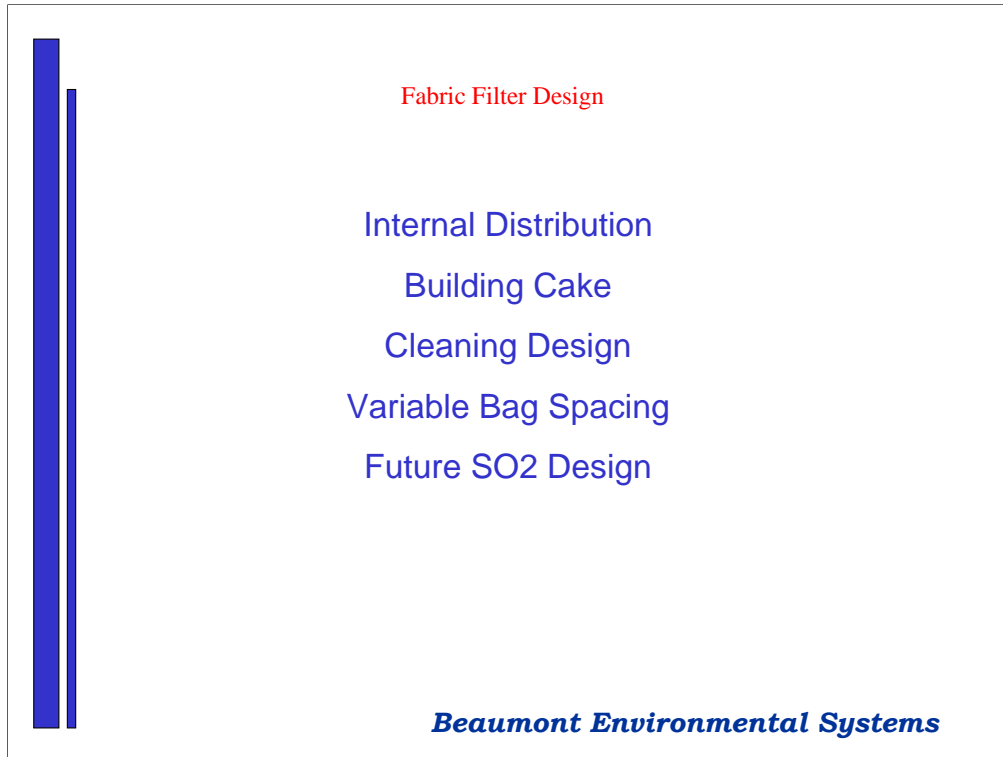 Fabric Filter Design
Internal Distribution
Building Cake
Cleaning Design
Variable Bag Spacing
Future SO2 Design
Beaumont Environmental Systems